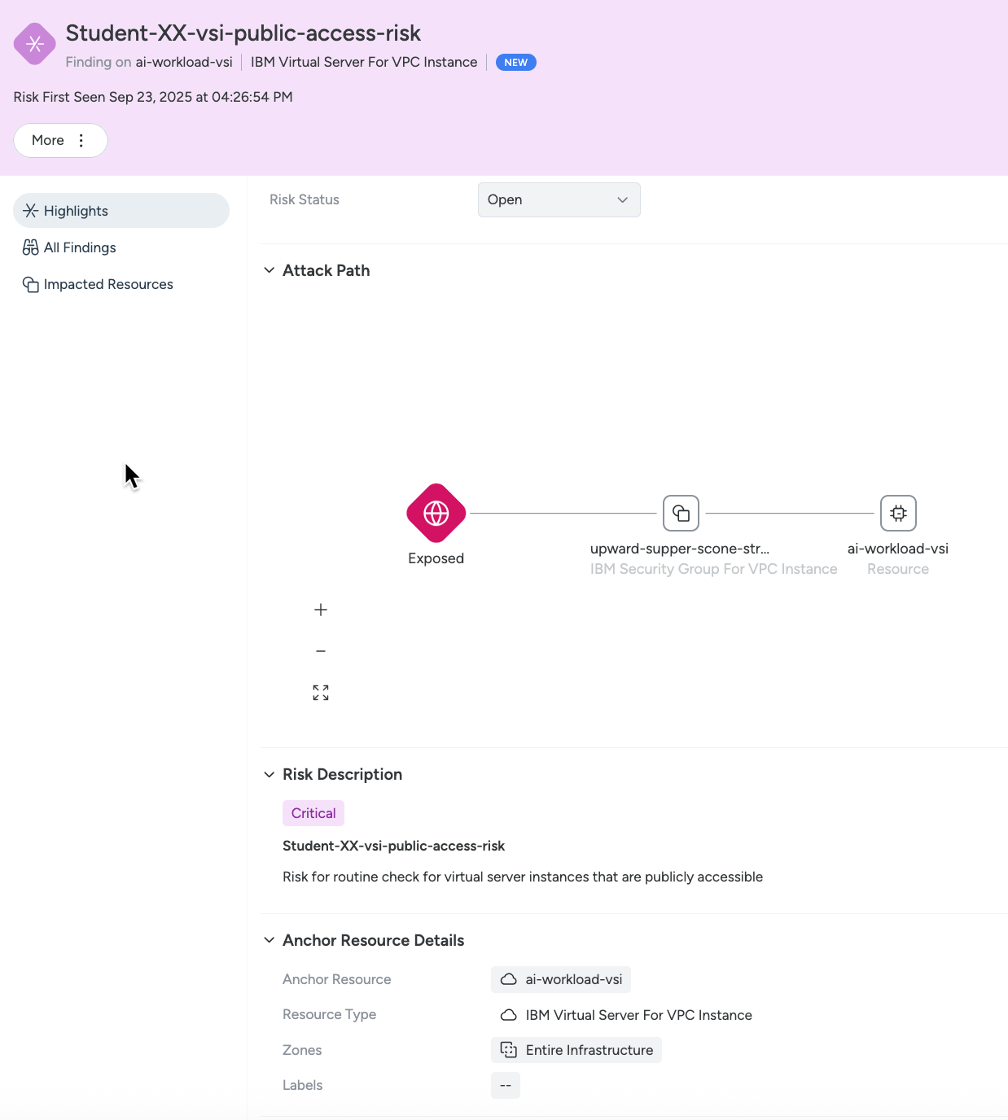 Student-XX-vsi-public-access-risk
Finding on ai-workload-vsi IBM Virtual Server For VPC Instance NEW
Risk First Seen Sep 23, 2025 at 04:26:54 PM
More
Highlights
All Findings
Impacted Resources
Risk Status Open
Attack Path
Exposed
upward-supper-scone-str...
IBM Security Group For VPC Instance
ai-workload-vsi
Resource
Risk Description
Critical
Student-XX-vsi-public-access-risk
Risk for routine check for virtual server instances that are publicly accessible
Anchor Resource Details
Anchor Resource ai-workload-vsi
Resource Type IBM Virtual Server For VPC Instance
Zones Entire Infrastructure
Labels --